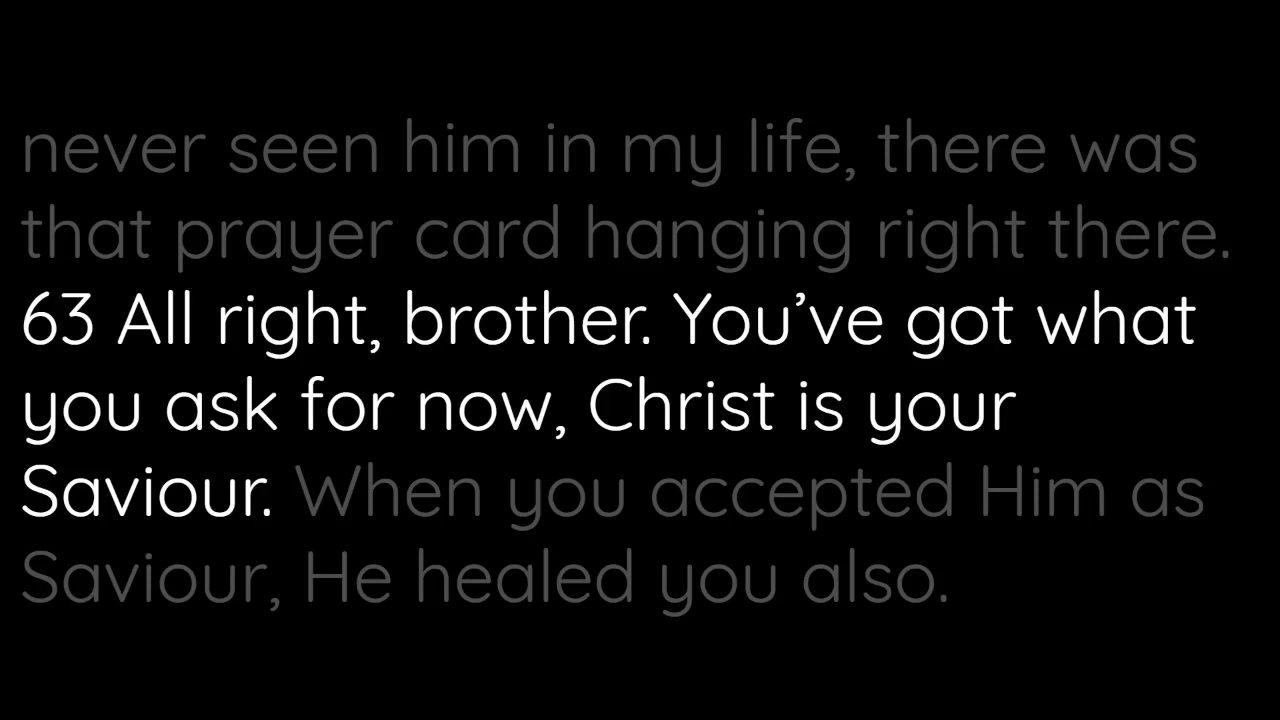 never seen him in my life, there was
that prayer card hanging right there.
63 All right, brother. You’ve got what
you ask for now, Christ is your
Saviour. When you accepted Him as
Saviour, He healed you also.